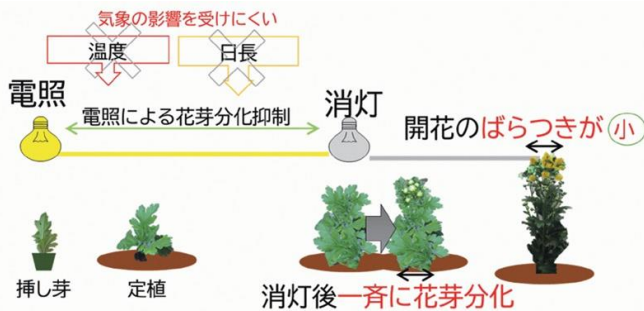 気象の影響を受けにくい
温度
日長
電照
電照による花芽分化抑制
消灯
開花のばらつきが 小
挿し芽
定植
消灯後一斉に花芽分化